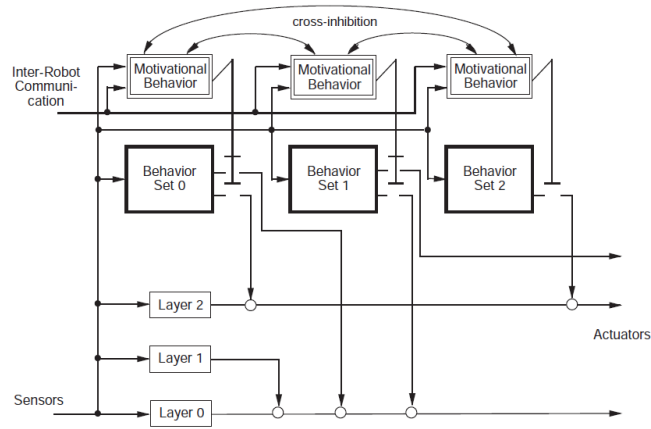 cross-inhibition
Inter-Robot
Communi-
cation
Motivational
Behavior
Motivational
Behavior
Motivational
Behavior
Behavior
Set 0
Behavior
Set 1
Behavior
Set 2
Layer 2
Actuators
Layer 1
Sensors
Layer 0